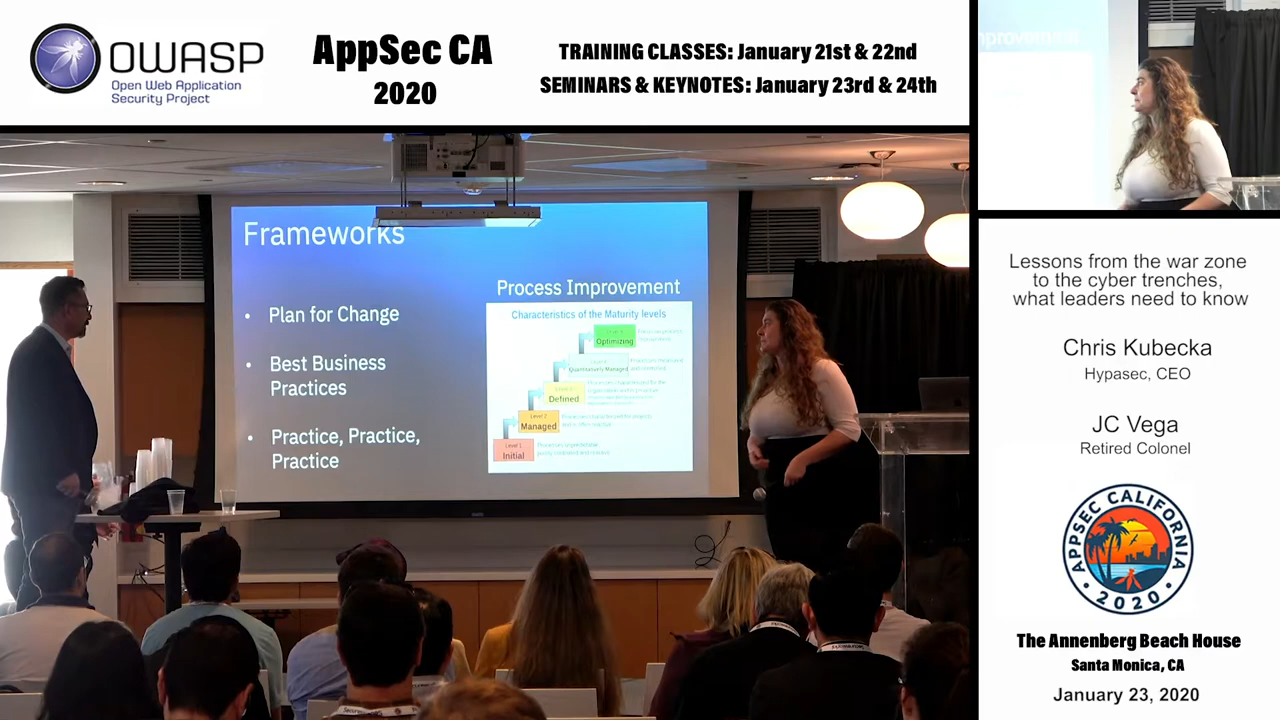 OWASP
Open Web Application
Security Project
AppSec CA
2020
TRAINING CLASSES: January 21st & 22nd
SEMINARS & KEYNOTES: January 23rd & 24th
Frameworks
• Plan for Change
• Best Business
Practices
• Practice, Practice,
Practice
Process Improvement
Characteristics of the Maturity levels
Optimizing
Quantitatively Managed
Defined
Level 2
Managed
Level 1
Initial
Lessons from the war zone
to the cyber trenches,
what leaders need to know
Chris Kubecka
Hypasec, CEO
JC Vega
Retired Colonel
APPSEC CALIFORNIA
2020
The Annenberg Beach House
Santa Monica, CA
January 23, 2020